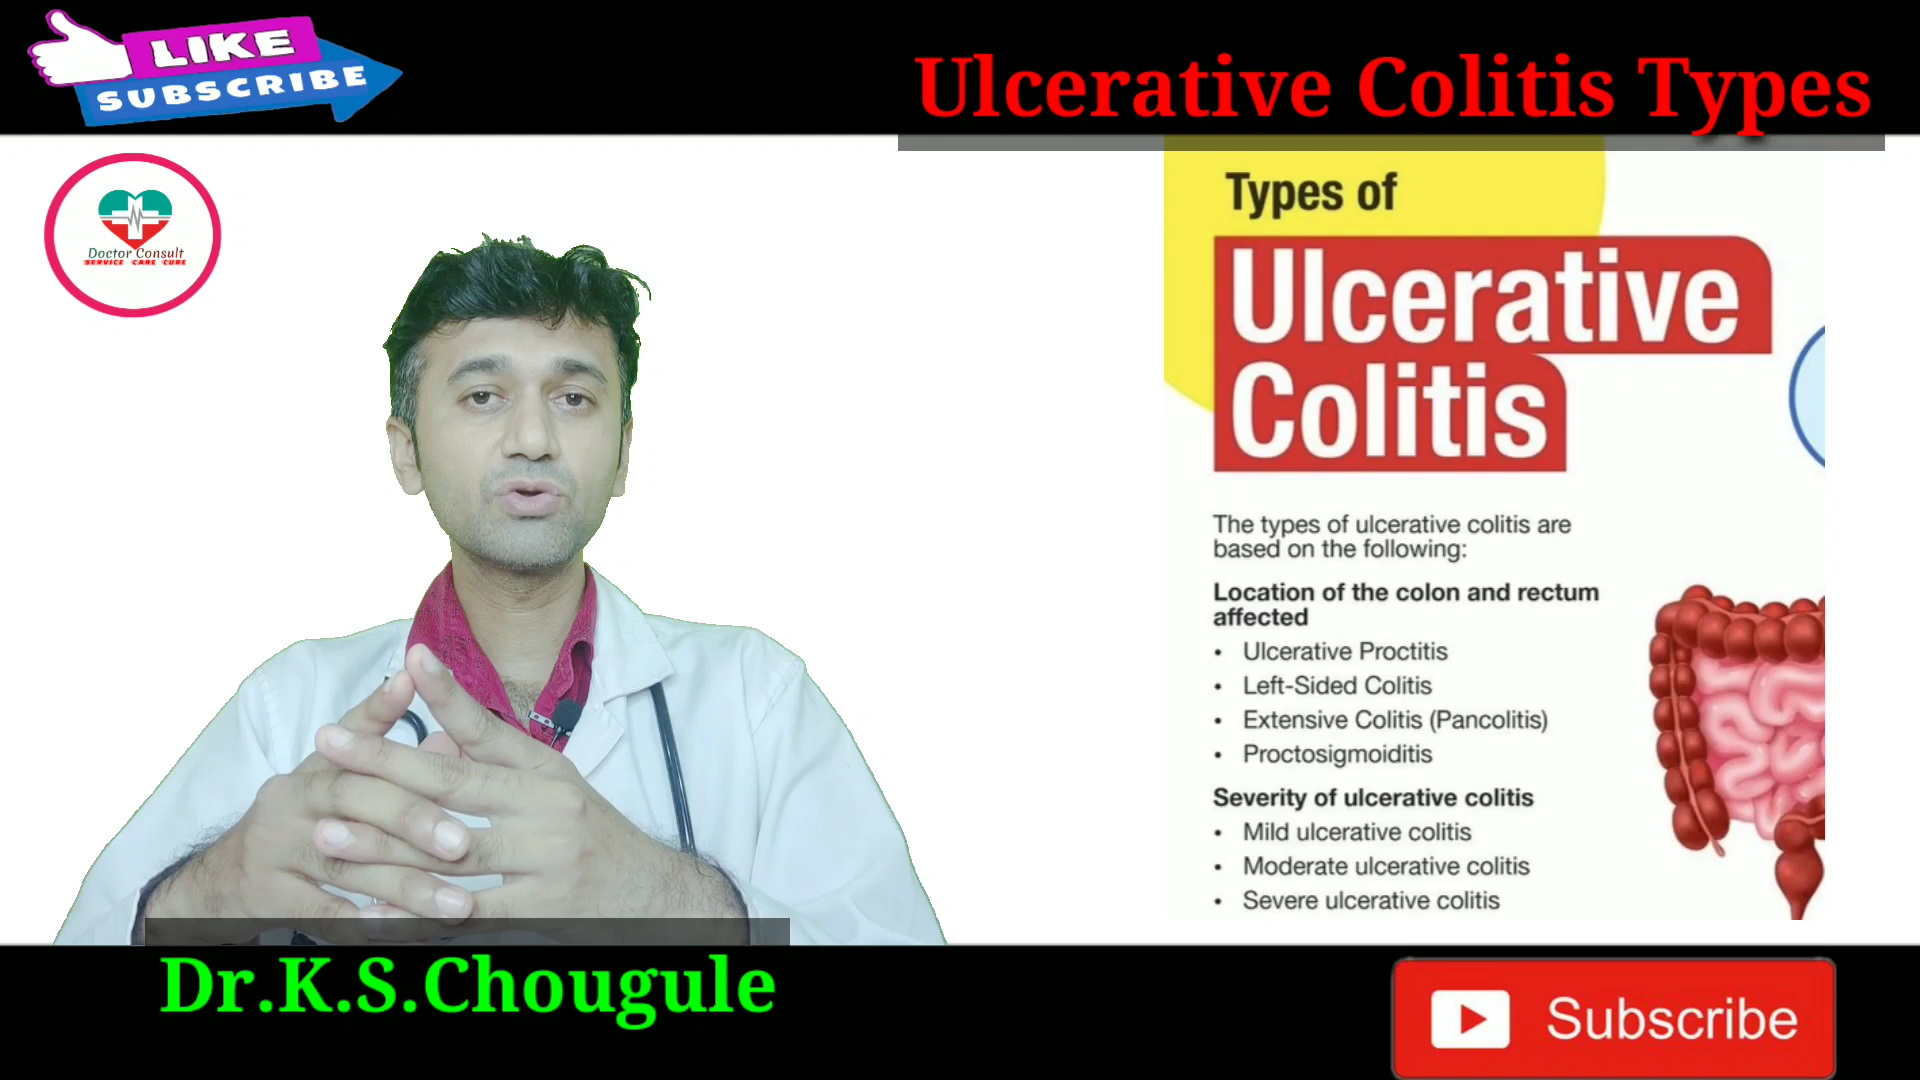 LIKE
SUBSCRIBE
Ulcerative Colitis Types
Doctor Consult
SERVICE CARE CURE
Types of
Ulcerative
Colitis
The types of ulcerative colitis are
based on the following:
Location of the colon and rectum
affected
• Ulcerative Proctitis
• Left-Sided Colitis
• Extensive Colitis (Pancolitis)
• Proctosigmoiditis
Severity of ulcerative colitis
• Mild ulcerative colitis
• Moderate ulcerative colitis
• Severe ulcerative colitis
Dr.K.S.Chougule
Subscribe